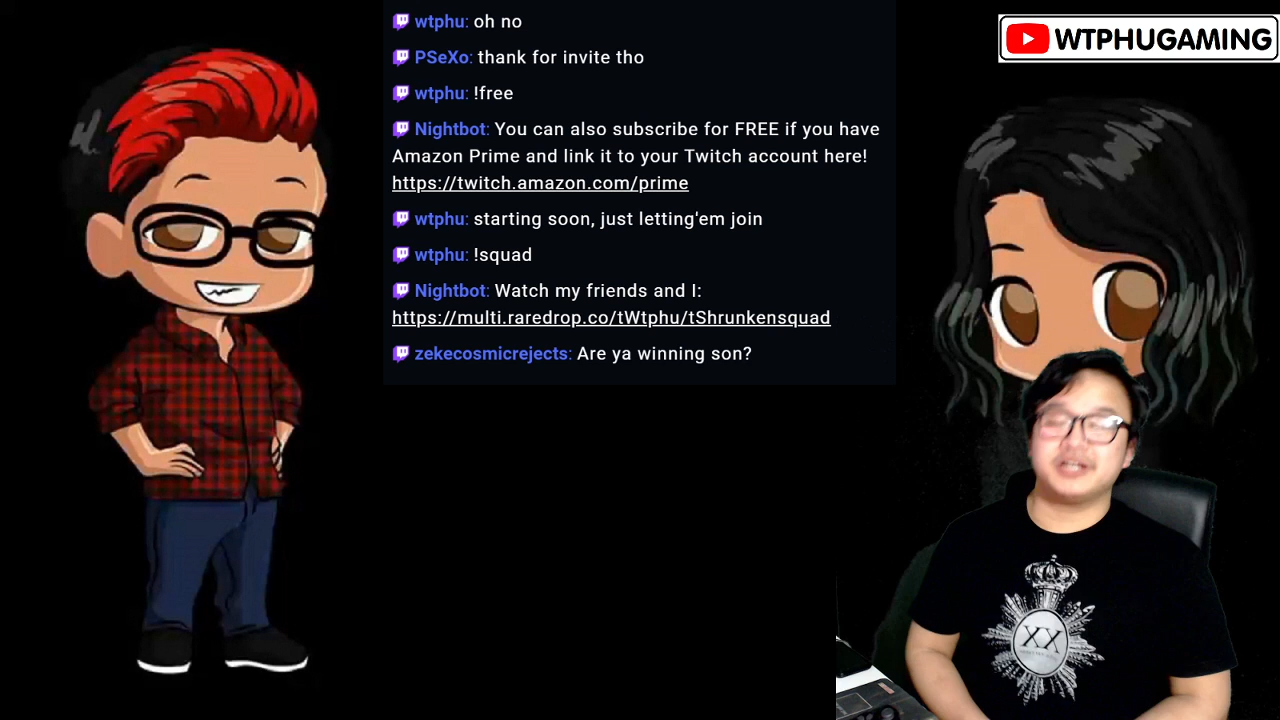 wtphu: oh no
PSeXo: thank for invite tho
wtphu: !free
Nightbot: You can also subscribe for FREE if you have
Amazon Prime and link it to your Twitch account here!
https://twitch.amazon.com/prime
wtphu: starting soon, just letting'em join
wtphu: !squad
Nightbot: Watch my friends and I:
https://multi.raredrop.co/tWtphu/tShrunkensquad
zekecosmicrejects: Are ya winning son?
WTPHUGAMING
XX